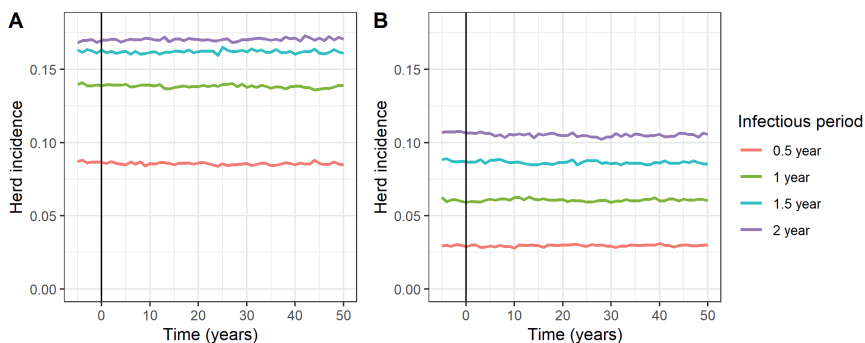 A
B
Herd incidence
0.15
0.10
0.05
0.00
0
10
20
30
40
50
Time (years)
Herd incidence
0.15
0.10
0.05
0.00
0
10
20
30
40
50
Time (years)
Infectious period
0.5 year
1 year
1.5 year
2 year